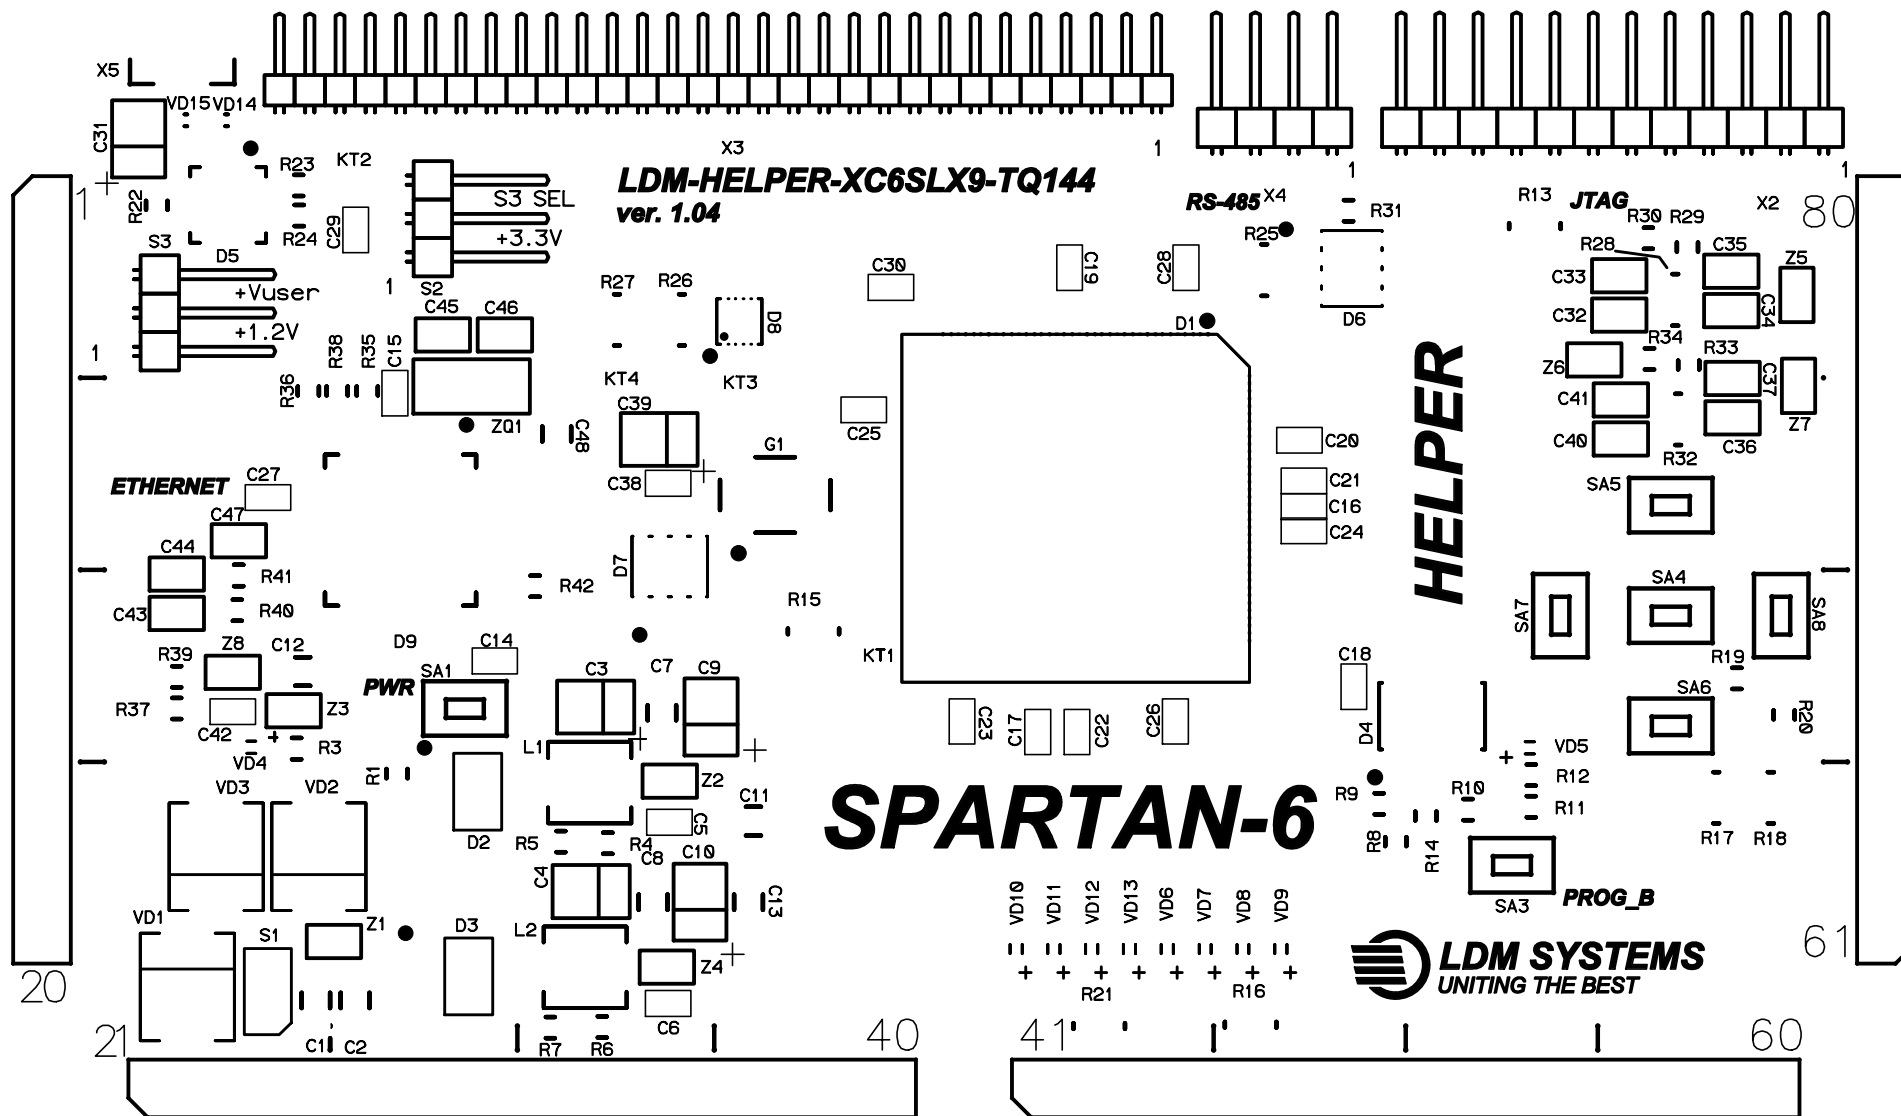 X5
VD15
VD14
C31
X3
1
1
1
R23
KT2
LDM-HELPER-XC6SLX9-TQ144
ver. 1.04
S3 SEL
+3.3V
RS-485
X4
R31
R13
JTAG
X2
80
1
R22
S3
R24
C29
D5
+Vuser
+1.2V
1
1
S2
R25
R30
R29
R28
C35
Z5
C33
C32
C34
R27
R26
D8
C30
C19
C28
D1
D6
C45
C46
R38
R35
C15
R36
ZQ1
KT4
KT3
C39
C48
G1
C38
C25
R34
R33
Z6
C37
C41
C40
R32
C36
Z7
HELPER
C20
C21
C16
C24
ETHERNET
C27
C47
C44
R41
C43
R40
R42
D7
R15
KT1
SA5
SA7
SA4
SA8
R39
Z8
C12
D9
C14
SA1
PWR
C3
C7
C9
R37
C42
Z3
R3
VD4
R1
L1
Z2
C11
C5
C23
C17
C22
C26
C18
D4
R19
SA6
R20
VD5
R12
R11
R10
R9
R8
R14
R17
R18
VD3
VD2
D2
R5
R4
C8
C10
C4
C13
SPARTAN-6
SA3
PROG_B
VD1
S1
Z1
D3
L2
Z4
C6
VD10
VD11
VD12
VD13
VD6
VD7
VD8
VD9
R21
R16
LDM SYSTEMS
UNITING THE BEST
61
20
21
C1
C2
R7
R6
40
41
60